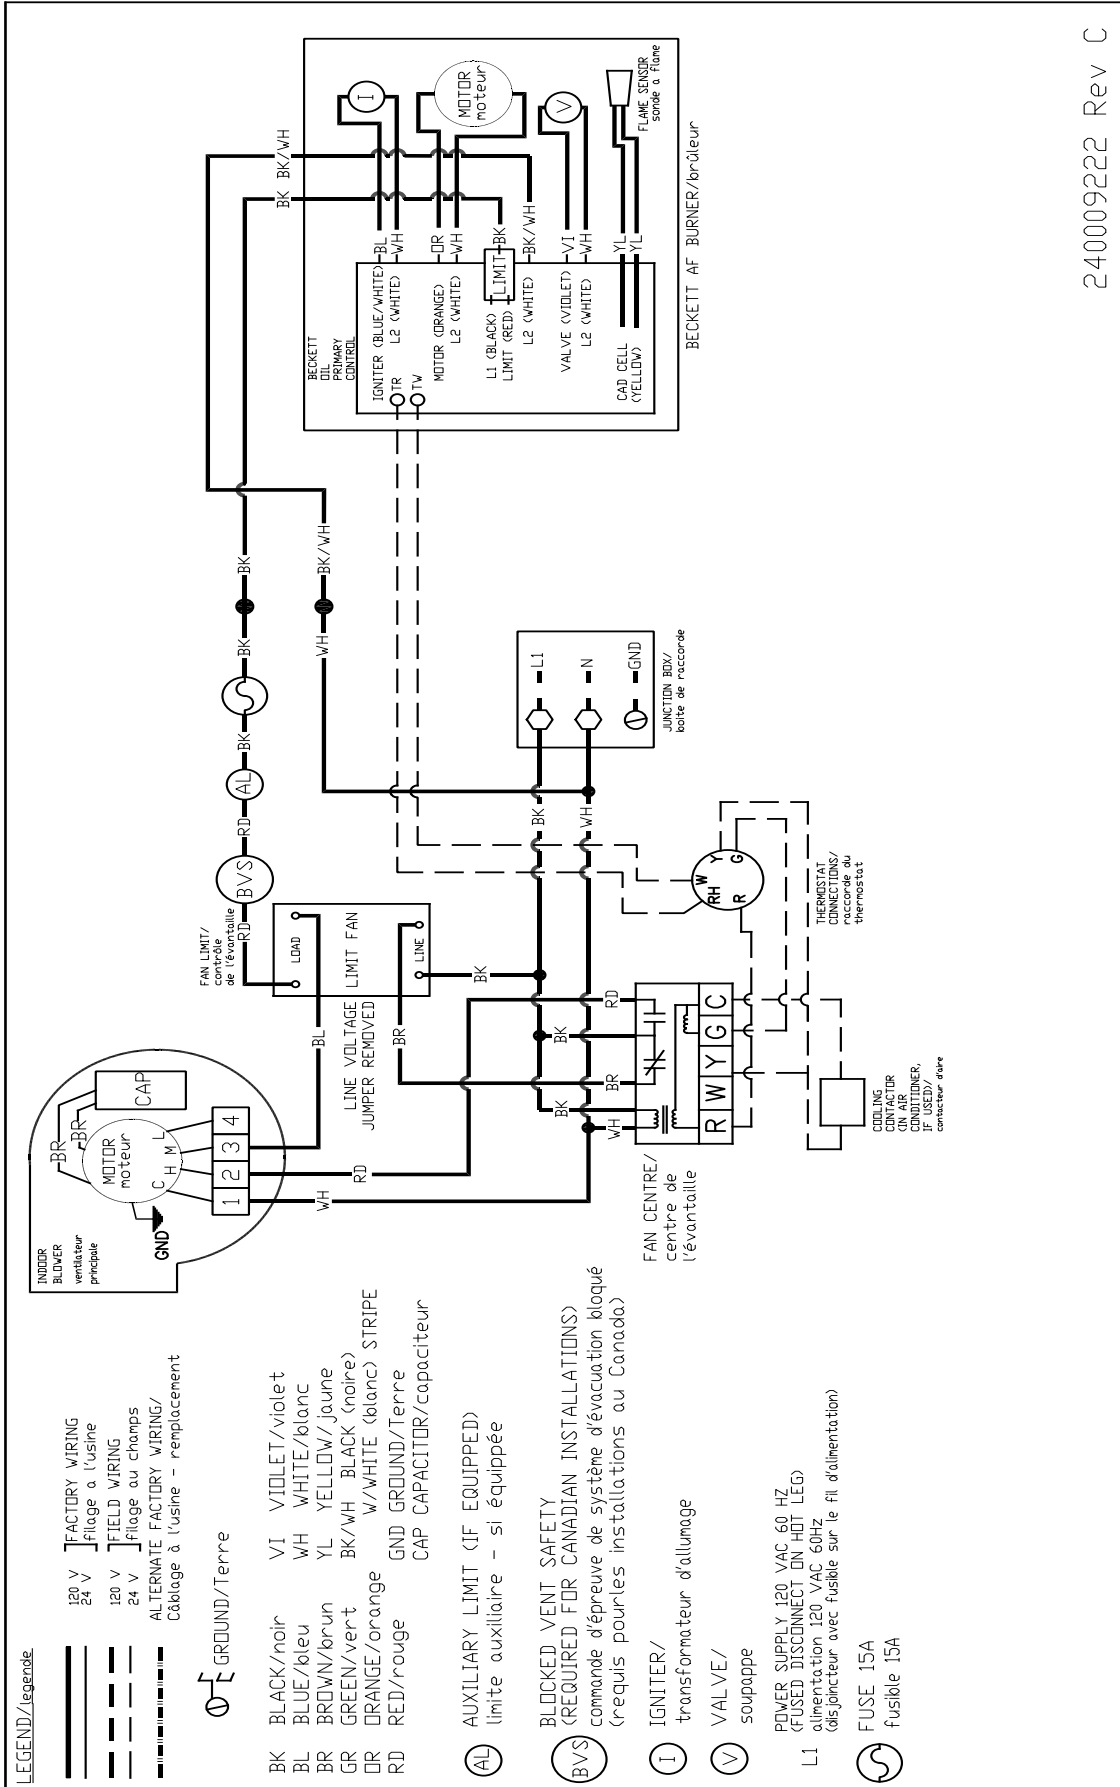 LEGEND/legende
120 V
24 V
FACTORY WIRING
filage a l'usine
120 V
24 V
FIELD WIRING
filage au champs
ALTERNATE FACTORY WIRING/
Câblage à l'usine - remplacement
GROUND/Terre
BK BLACK/noir
BL BLUE/bleu
BR BROWN/brun
GR GREEN/vert
OR ORANGE/orange
RD RED/rouge
VI VIOLET/violet
WH WHITE/blanc
YL YELLOW/jaune
BK/WH BLACK (noire)
W/WHITE (blanc) STRIPE
GND GROUND/Terre
CAP CAPACITOR/capaciteur
AL
AUXILIARY LIMIT (IF EQUIPPED)
limite auxiliaire - si équippée
BVS
BLOCKED VENT SAFETY
(REQUIRED FOR CANADIAN INSTALLATIONS)
commande d'épreuve de système d'évacuation bloqué
(requis pourles installations au Canada)
I
IGNITER/
transformateur d'allumage
V
VALVE/
soupappe
L1
POWER SUPPLY 120 VAC 60 HZ
(FUSED DISCONNECT ON HOT LEG)
alimentation 120 VAC 60Hz
(disjoincteur avec fusible sur le fil d'alimentation)
FUSE 15A
fusible 15A
INDOOR
BLOWER
ventilateur
principale
GND
MOTOR
moteur
C H M L
BR
BR
CAP
1 2 3 4
WH
RD
BL
BR
LINE VOLTAGE
JUMPER REMOVED
FAN LIMIT/
contrôle
de l'évantaille
LOAD
LIMIT FAN
LINE
RD
BVS
RD
AL
BK
BK
BK
BK
BK
WH
BK/WH
BK/WH
BK
WH
BK
BK
WH
BR
RD
FAN CENTRE/
centre de
l'évantaille
R W Y G C
COOLING
CONTACTOR
(IN AIR
CONDITIONER,
IF USED)/
contacteur d'aire
THERMOSTAT
CONNECTIONS/
raccorde du
thermostat
RH
W
Y
G
R
L1
N
GND
JUNCTION BOX/
boite de raccorde
BECKETT
OIL
PRIMARY
CONTROL
TR
TW
IGNITER (BLUE/WHITE)
L2 (WHITE)
MOTOR (ORANGE)
L2 (WHITE)
L1 (BLACK)
LIMIT (RED)
LIMIT
L2 (WHITE)
VALVE (VIOLET)
L2 (WHITE)
CAD CELL
(YELLOW)
BL
WH
OR
WH
BK
BK/WH
VI
WH
YL
YL
I
MOTOR
moteur
V
FLAME SENSOR
sonde a flame
BECKETT AF BURNER/brûleur
240009222 Rev C